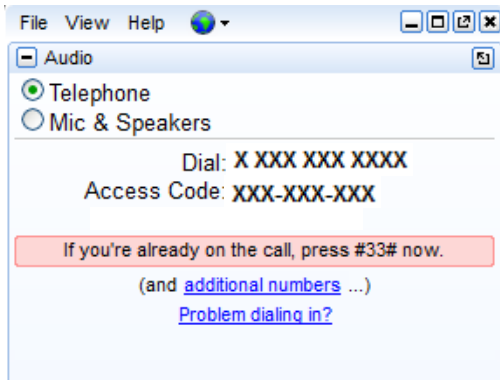 File View Help
Audio
Telephone
Mic & Speakers
Dial: X XXX XXX XXXX
Access Code: XXX-XXX-XXX
If you're already on the call, press #33# now.
(and additional numbers ...)
Problem dialing in?